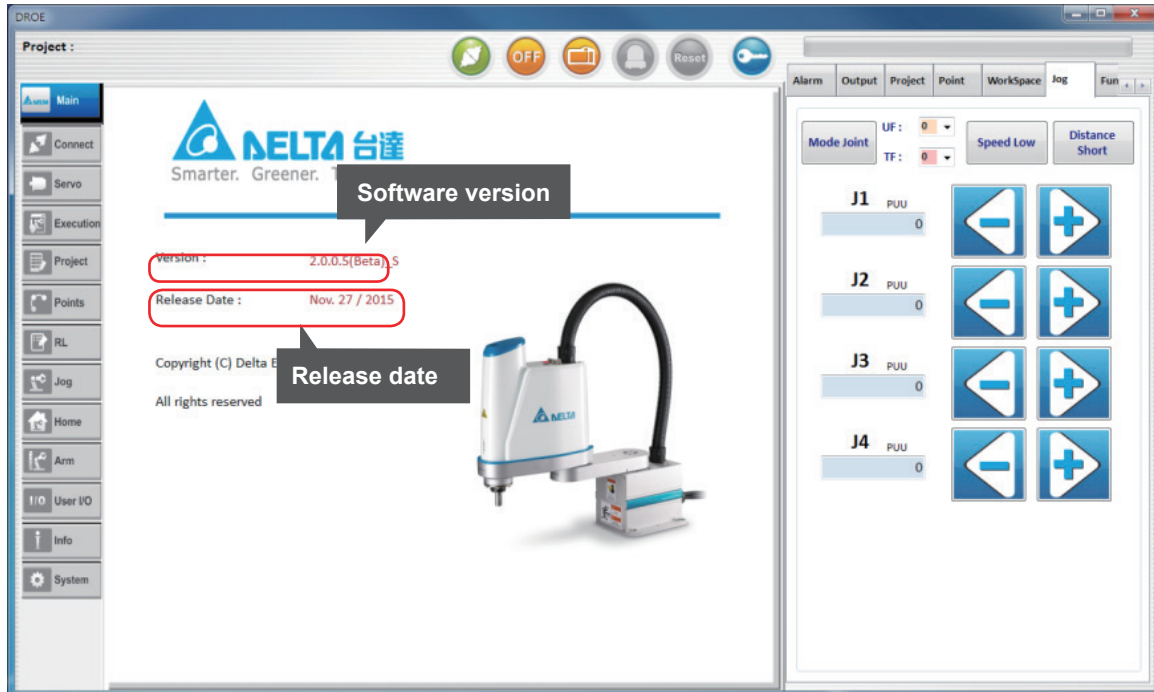 DROE
Project :
OFF
Reset
Alarm Output Project Point WorkSpace Jog Fun
Main
Connect
Servo
Execution
Project
Points
RL
Jog
Home
Arm
I/O User I/O
Info
System
DELTA 台達
Smarter. Greener. T
Software version
Version : 2.0.0.5(Beta)_S
Release Date : Nov. 27 / 2015
Release date
Copyright (C) Delta E
All rights reserved
DELTA
Mode Joint
UF : 0
TF : 0
Speed Low
Distance
Short
J1 PUU
0
J2 PUU
0
J3 PUU
0
J4 PUU
0